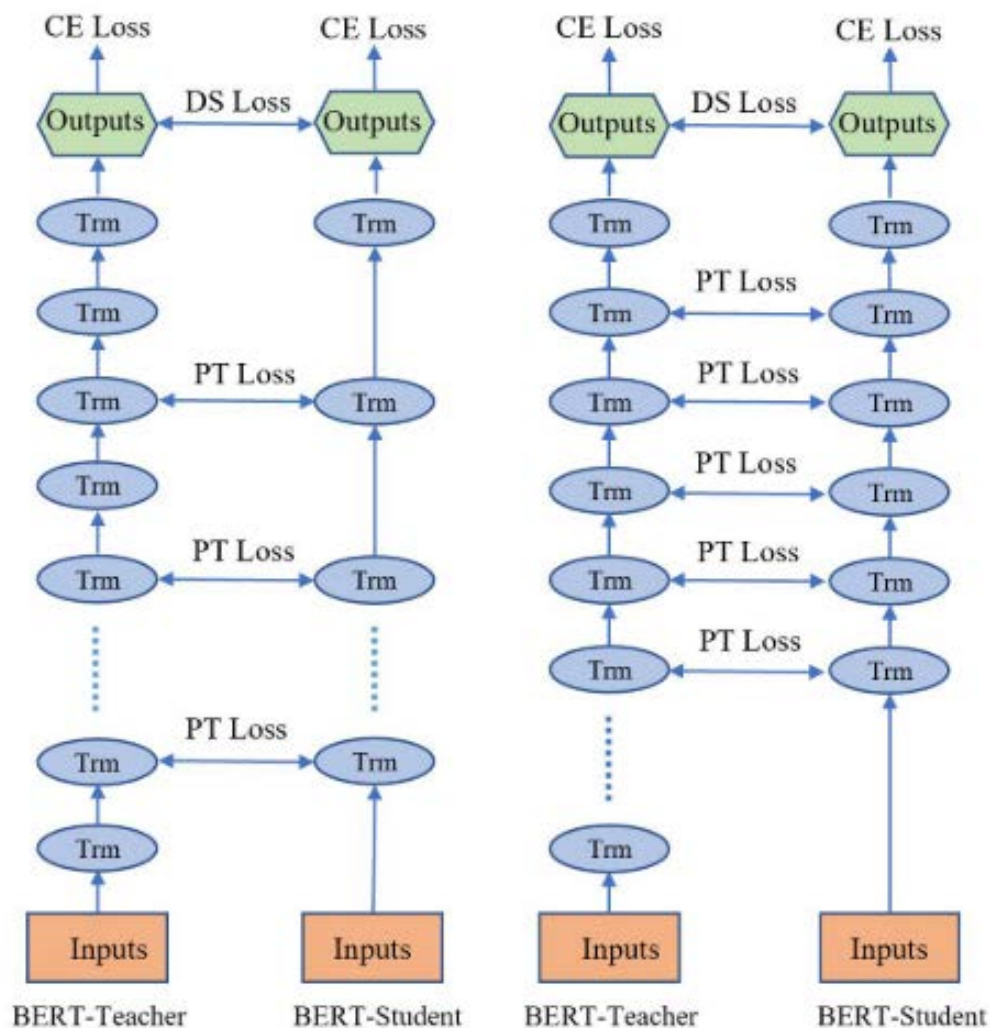 CE Loss CE Loss CE Loss CE Loss
Outputs DS Loss Outputs Outputs DS Loss Outputs
Trm Trm Trm Trm
Trm Trm PT Loss Trm
Trm PT Loss Trm Trm PT Loss Trm
Trm Trm PT Loss Trm
Trm PT Loss Trm Trm PT Loss Trm
Trm PT Loss Trm
Trm PT Loss Trm
Trm Trm
Inputs Inputs Inputs Inputs
BERT-Teacher BERT-Student BERT-Teacher BERT-Student